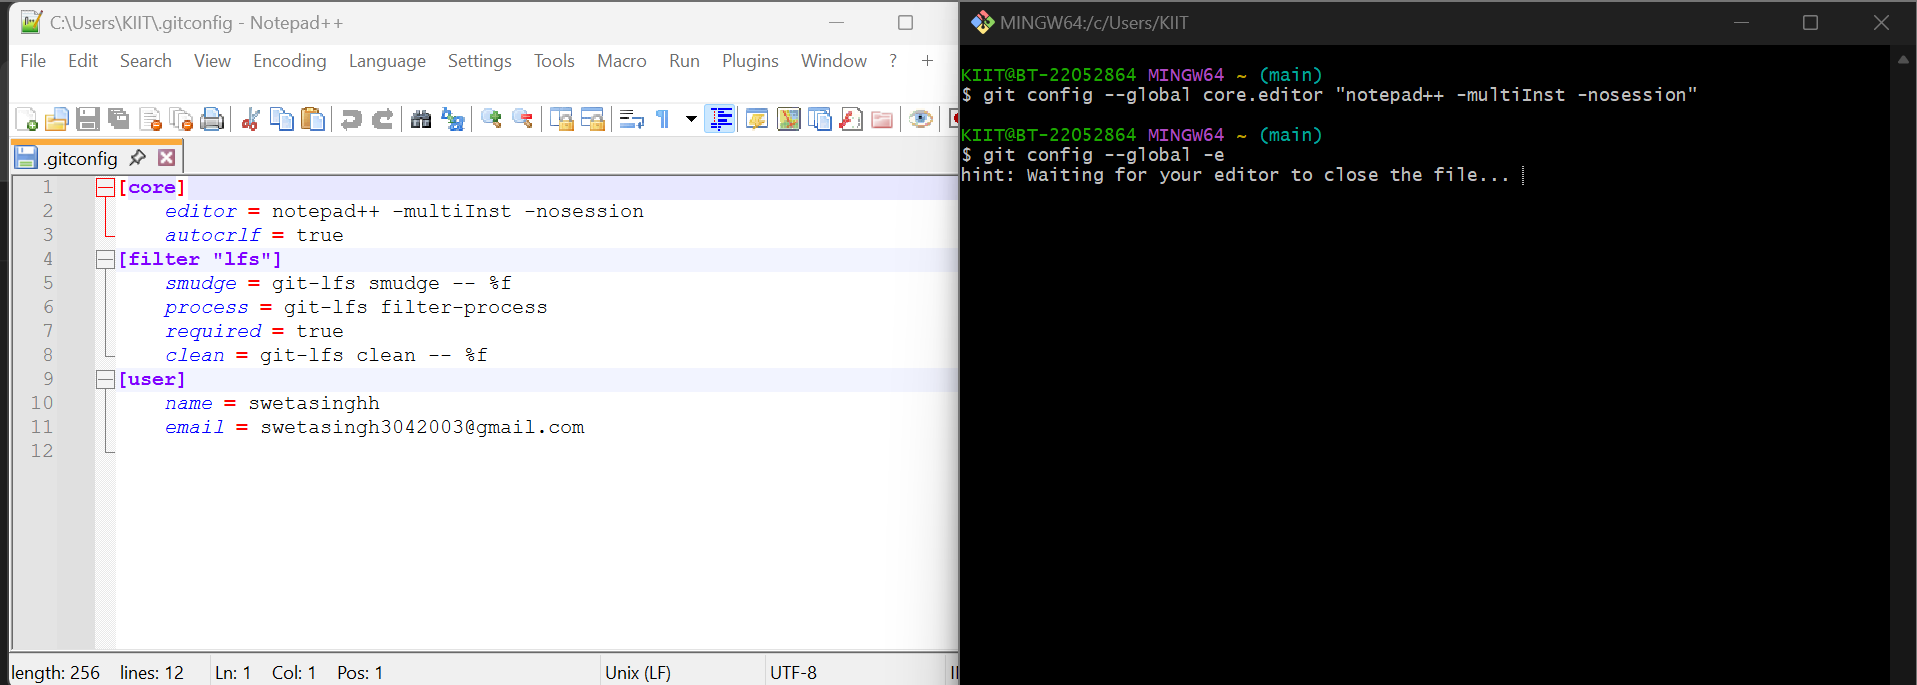 C:\Users\KIIT\.gitconfig - Notepad++
File Edit Search View Encoding Language Settings Tools Macro Run Plugins Window ? +
.gitconfig
1 [core]
2 editor = notepad++ -multiInst -nosession
3 autocrlf = true
4 [filter "lfs"]
5 smudge = git-lfs smudge -- %f
6 process = git-lfs filter-process
7 required = true
8 clean = git-lfs clean -- %f
9 [user]
10 name = swetasinghh
11 email = swetasingh3042003@gmail.com
12
length: 256 lines: 12 Ln: 1 Col: 1 Pos: 1 Unix (LF) UTF-8
MINGW64:/c/Users/KIIT
KIIT@BT-22052864 MINGW64 ~ (main)
$ git config --global core.editor "notepad++ -multiInst -nosession"
KIIT@BT-22052864 MINGW64 ~ (main)
$ git config --global -e
hint: Waiting for your editor to close the file...